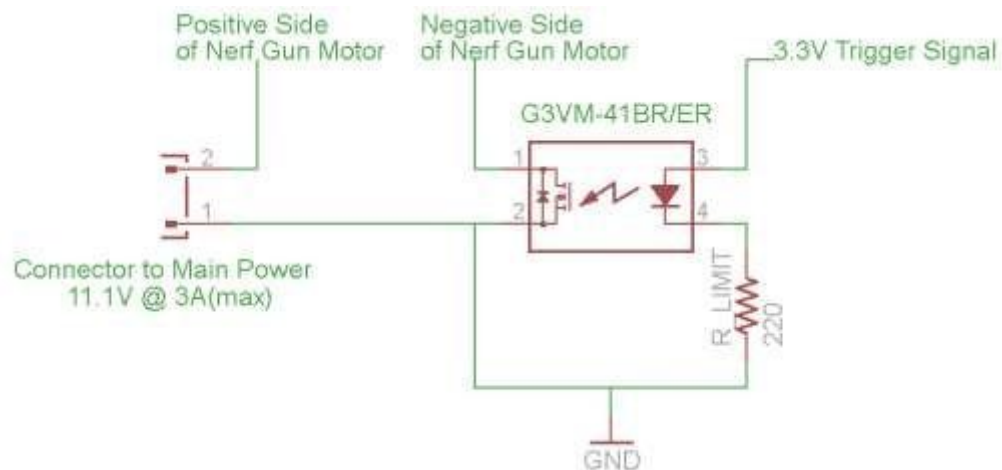 Positive Side
of Nerf Gun Motor
Negative Side
of Nerf Gun Motor
3.3V Trigger Signal
G3VM-41BR/ER
2
1
1
2
3
4
Connector to Main Power
11.1V @ 3A(max)
R_LIMIT
220
GND